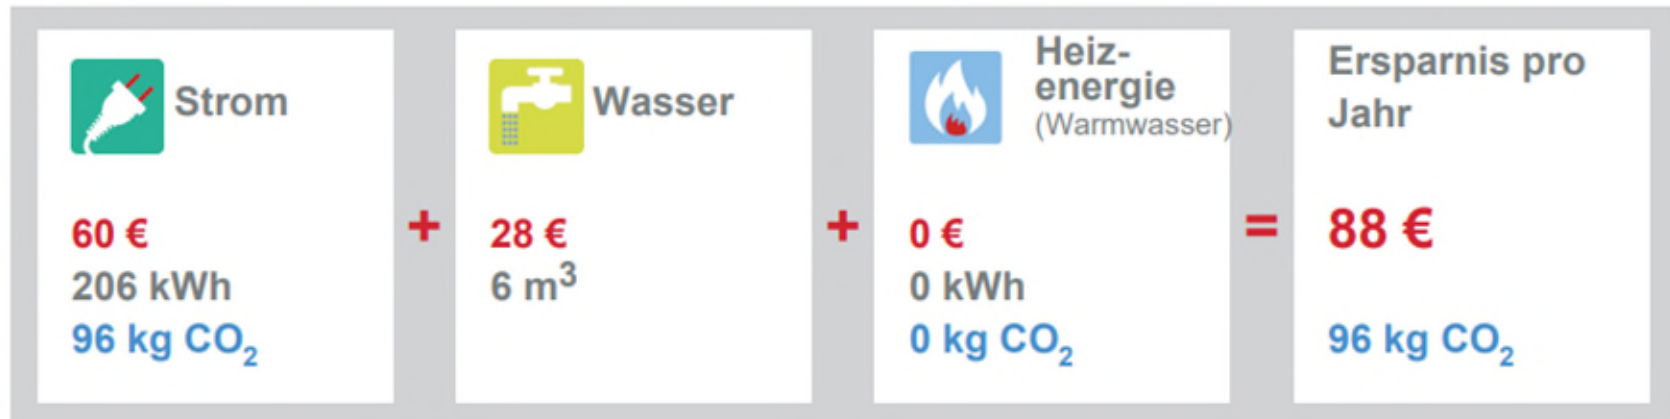 Strom
60 €
206 kWh
96 kg CO₂
+
Wasser
28 €
6 m³
+
Heiz-
energie
(Warmwasser)
0 €
0 kWh
0 kg CO₂
=
Ersparnis pro
Jahr
88 €
96 kg CO₂